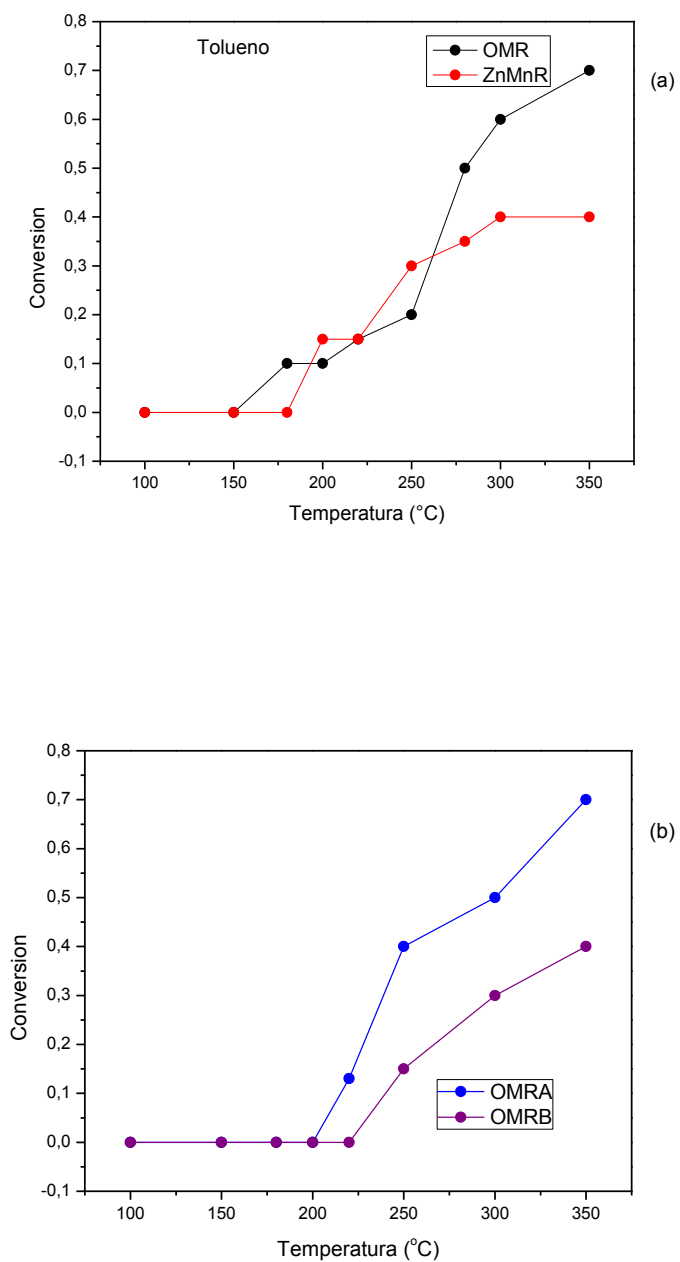 0,8
Tolueno
OMR
ZnMnR
(a)
0,7
0,6
0,5
0,4
0,3
0,2
0,1
0,0
-0,1
Conversion
100 150 200 250 300 350
Temperatura (°C)
0,8
(b)
0,7
0,6
0,5
0,4
0,3
0,2
0,1
0,0
-0,1
Conversion
OMRA
OMRB
100 150 200 250 300 350
Temperatura (°C)